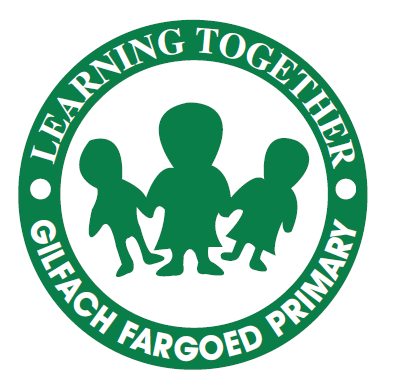 LEARNING TOGETHER
GILFACH FARGOED PRIMARY